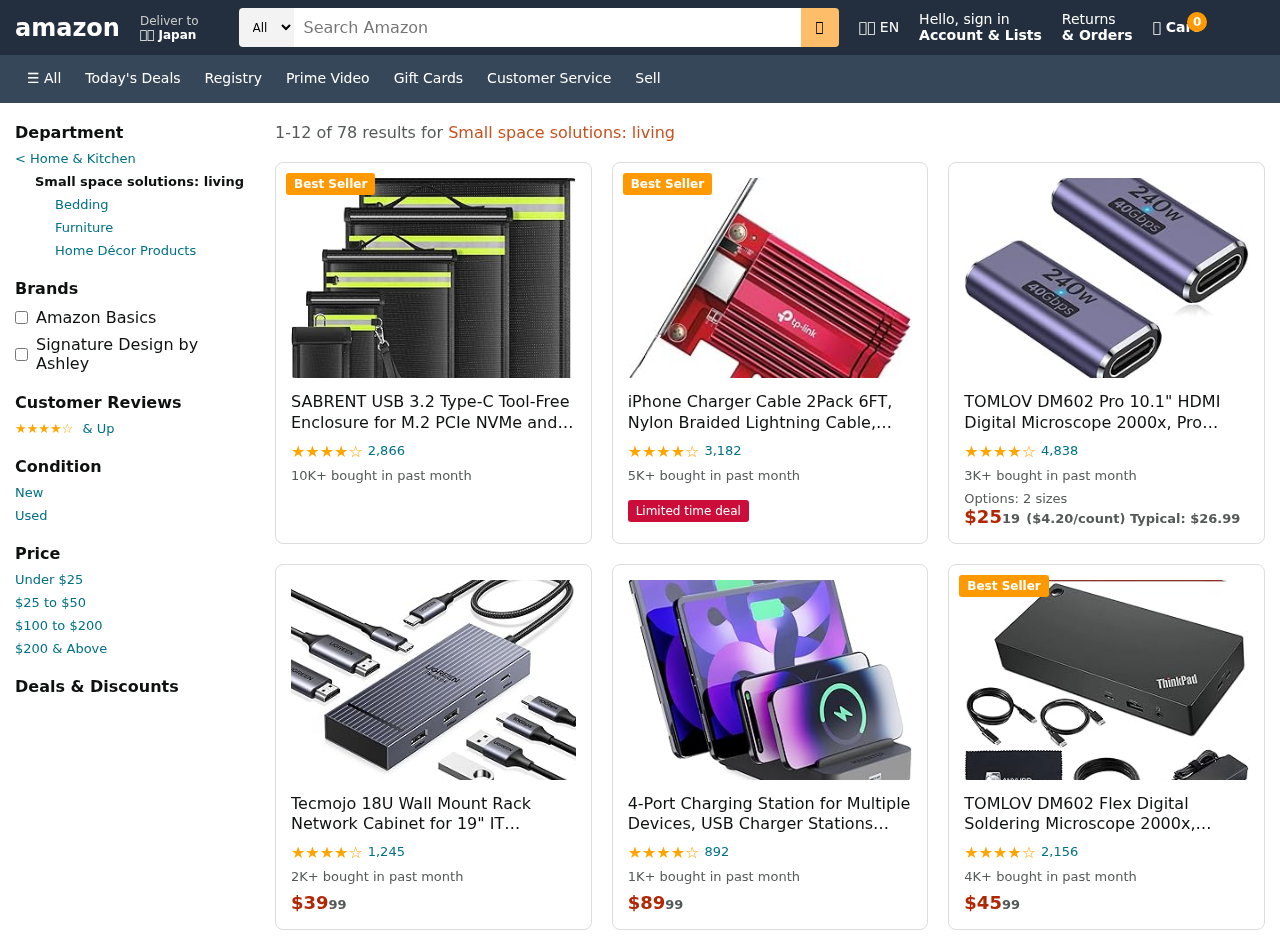 amazon
Deliver to
Japan
All
Search Amazon
EN
Hello, sign in
Account & Lists
Returns
& Orders
0
☰ All
Today's Deals
Registry
Prime Video
Gift Cards
Customer Service
Sell
Department
< Home & Kitchen
Small space solutions: living
Bedding
Furniture
Home Décor Products
Brands
Amazon Basics
Signature Design by
Ashley
Customer Reviews
★★★★☆ & Up
Condition
New
Used
Price
Under $25
$25 to $50
$100 to $200
$200 & Above
Deals & Discounts
1-12 of 78 results for Small space solutions: living
Best Seller
SABRENT USB 3.2 Type-C Tool-Free
Enclosure for M.2 PCIe NVMe and…
★★★★☆ 2,866
10K+ bought in past month
Best Seller
tp-link
iPhone Charger Cable 2Pack 6FT,
Nylon Braided Lightning Cable,…
★★★★☆ 3,182
5K+ bought in past month
Limited time deal
240W
40Gbps
240W
40Gbps
TOMLOV DM602 Pro 10.1" HDMI
Digital Microscope 2000x, Pro…
★★★★☆ 4,838
3K+ bought in past month
Options: 2 sizes
$25 19 ($4.20/count) Typical: $26.99
UGREEN
Tecmojo 18U Wall Mount Rack
Network Cabinet for 19" IT…
★★★★☆ 1,245
2K+ bought in past month
$39 99
4-Port Charging Station for Multiple
Devices, USB Charger Stations…
★★★★☆ 892
1K+ bought in past month
$89 99
Best Seller
ThinkPad
TOMLOV DM602 Flex Digital
Soldering Microscope 2000x,…
★★★★☆ 2,156
4K+ bought in past month
$45 99